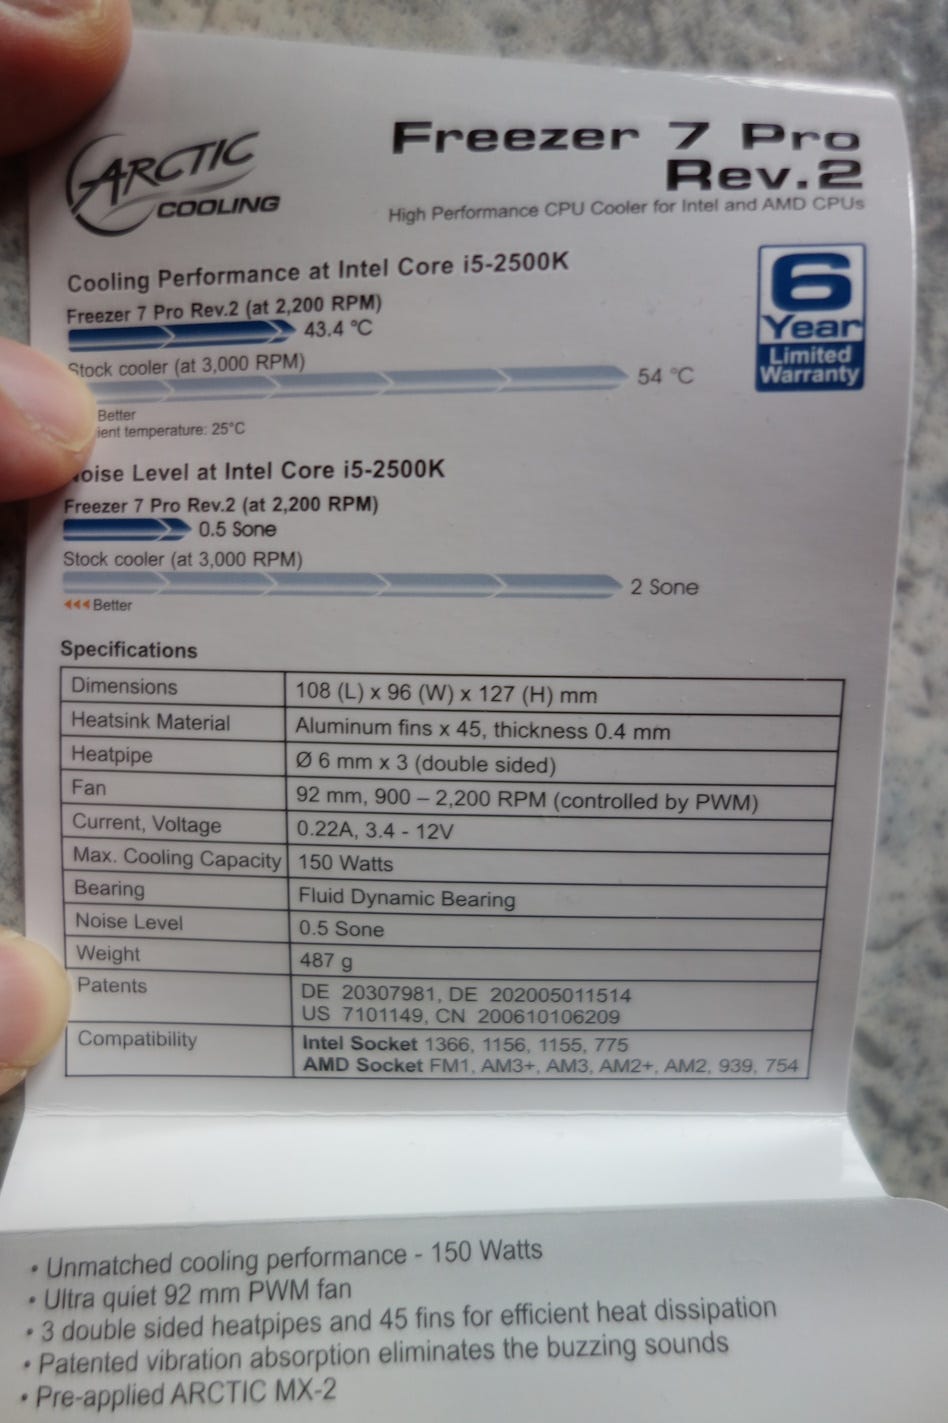 ARCTIC
COOLING
Freezer 7 Pro
Rev.2
High Performance CPU Cooler for Intel and AMD CPUs
Cooling Performance at Intel Core i5-2500K
Freezer 7 Pro Rev.2 (at 2,200 RPM)
43.4 °C
Stock cooler (at 3,000 RPM)
54 °C
Better
ient temperature: 25°C
6
Year
Limited
Warranty
oise Level at Intel Core i5-2500K
Freezer 7 Pro Rev.2 (at 2,200 RPM)
0.5 Sone
Stock cooler (at 3,000 RPM)
2 Sone
Better
Specifications
Dimensions 108 (L) x 96 (W) x 127 (H) mm
Heatsink Material Aluminum fins x 45, thickness 0.4 mm
Heatpipe Ø 6 mm x 3 (double sided)
Fan 92 mm, 900 – 2,200 RPM (controlled by PWM)
Current, Voltage 0.22A, 3.4 - 12V
Max. Cooling Capacity 150 Watts
Bearing Fluid Dynamic Bearing
Noise Level 0.5 Sone
Weight 487 g
Patents DE 20307981, DE 202005011514
US 7101149, CN 200610106209
Compatibility Intel Socket 1366, 1156, 1155, 775
AMD Socket FM1, AM3+, AM3, AM2+, AM2, 939, 754
• Unmatched cooling performance - 150 Watts
• Ultra quiet 92 mm PWM fan
• 3 double sided heatpipes and 45 fins for efficient heat dissipation
• Patented vibration absorption eliminates the buzzing sounds
• Pre-applied ARCTIC MX-2